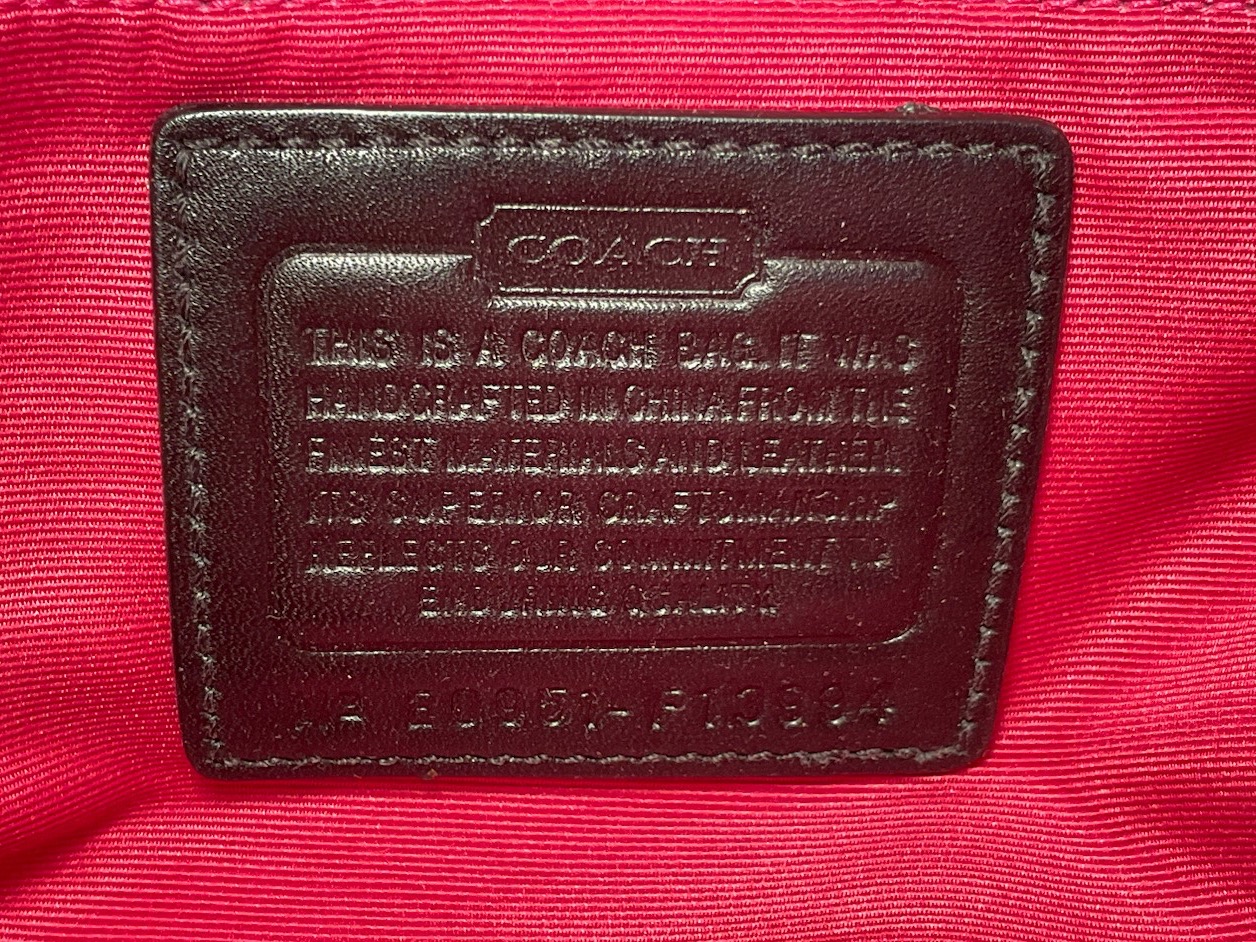 COACH
THIS IS A COACH BAG. IT WAS
HANDCRAFTED IN CHINA FROM THE
FINEST MATERIALS AND LEATHER.
ITS SUPERIOR CRAFTSMANSHIP
REFLECTS OUR COMMITMENT TO
ENDURING QUALITY.